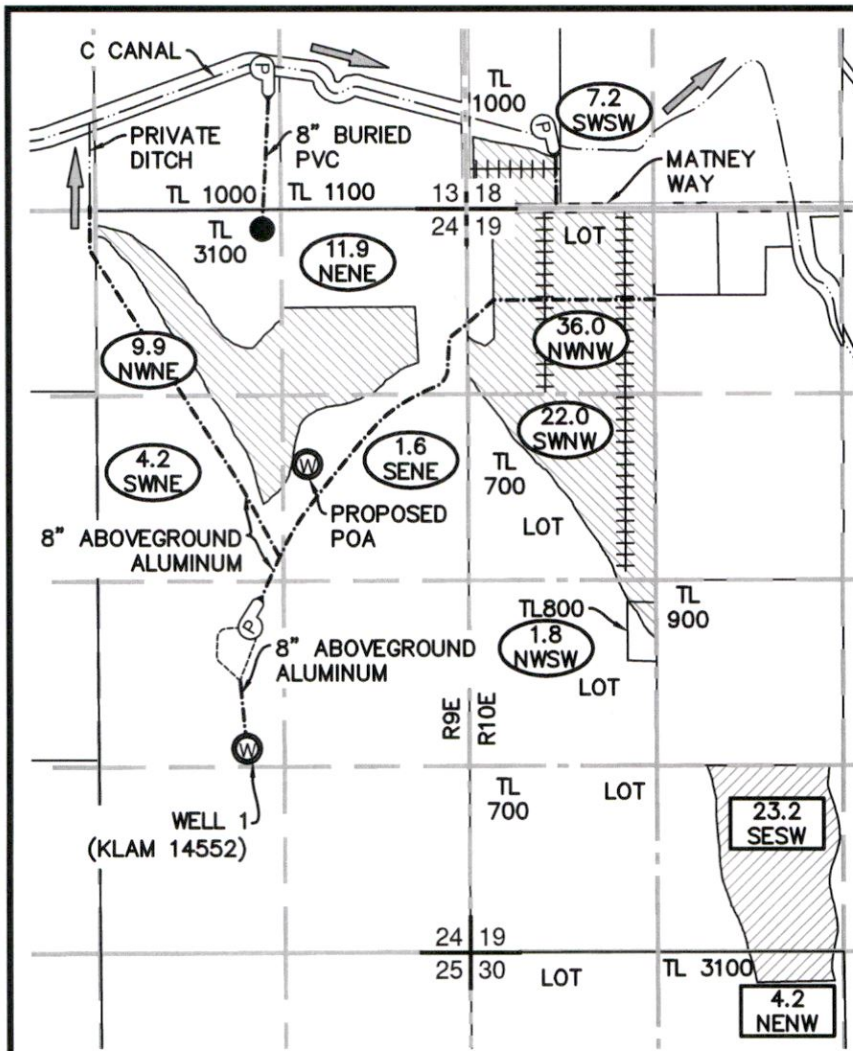 C CANAL
P
TL
1000
7.2
SWSW
P
PRIVATE
DITCH
8" BURIED
PVC
MATNEY
WAY
TL 1000
TL 1100
13 18
24 19
TL
3100
LOT
11.9
NENE
36.0
NWNW
9.9
NWNE
22.0
SWNW
4.2
SWNE
1.6
SENE
TL
700
W
PROPOSED
POA
LOT
8" ABOVEGROUND
ALUMINUM
TL800
TL
900
P
1.8
NWSW
8" ABOVEGROUND
ALUMINUM
LOT
R9E
R10E
W
TL
700
LOT
WELL 1
(KLAM 14552)
23.2
SESW
24 19
25 30
LOT
TL 3100
4.2
NENW